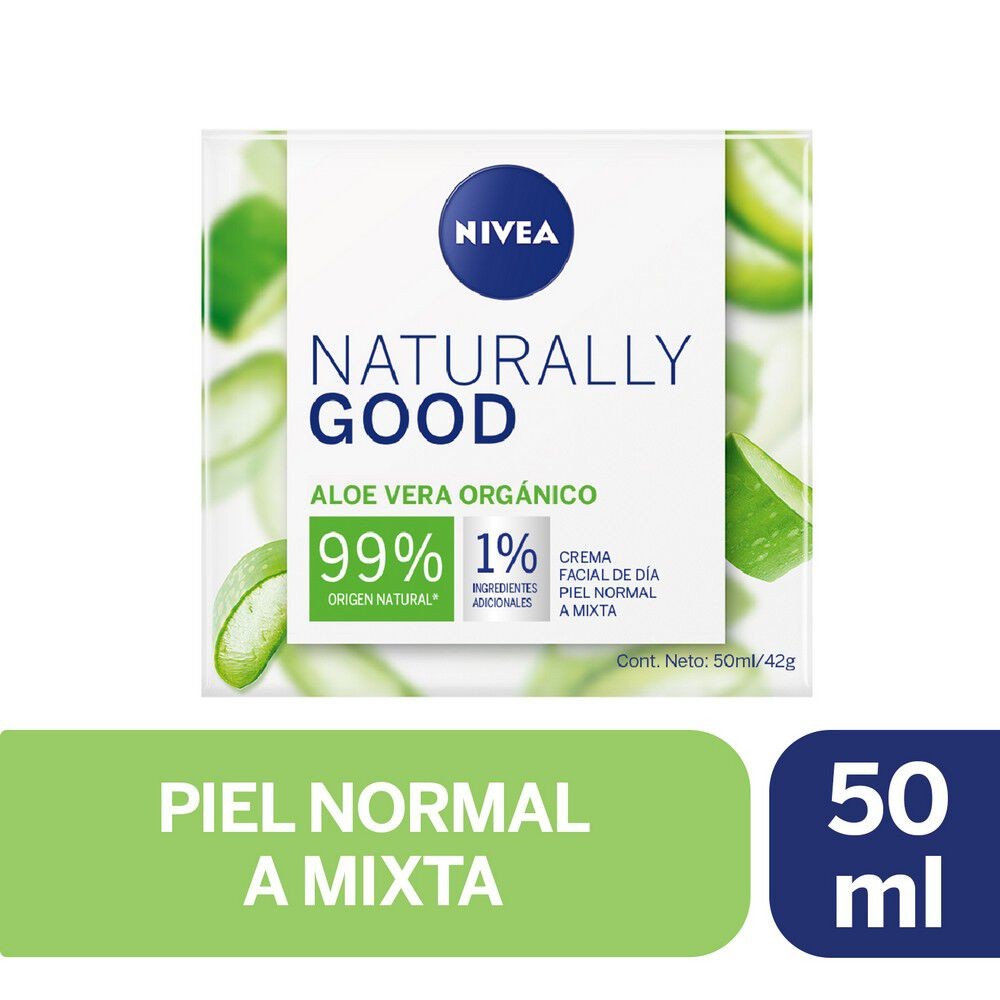 NIVEA
NATURALLY
GOOD
ALOE VERA ORGÁNICO
99%
ORIGEN NATURAL*
1%
INGREDIENTES
ADICIONALES
CREMA
FACIAL DE DÍA
PIEL NORMAL
A MIXTA
Cont. Neto: 50ml/42g
PIEL NORMAL
A MIXTA
50
ml